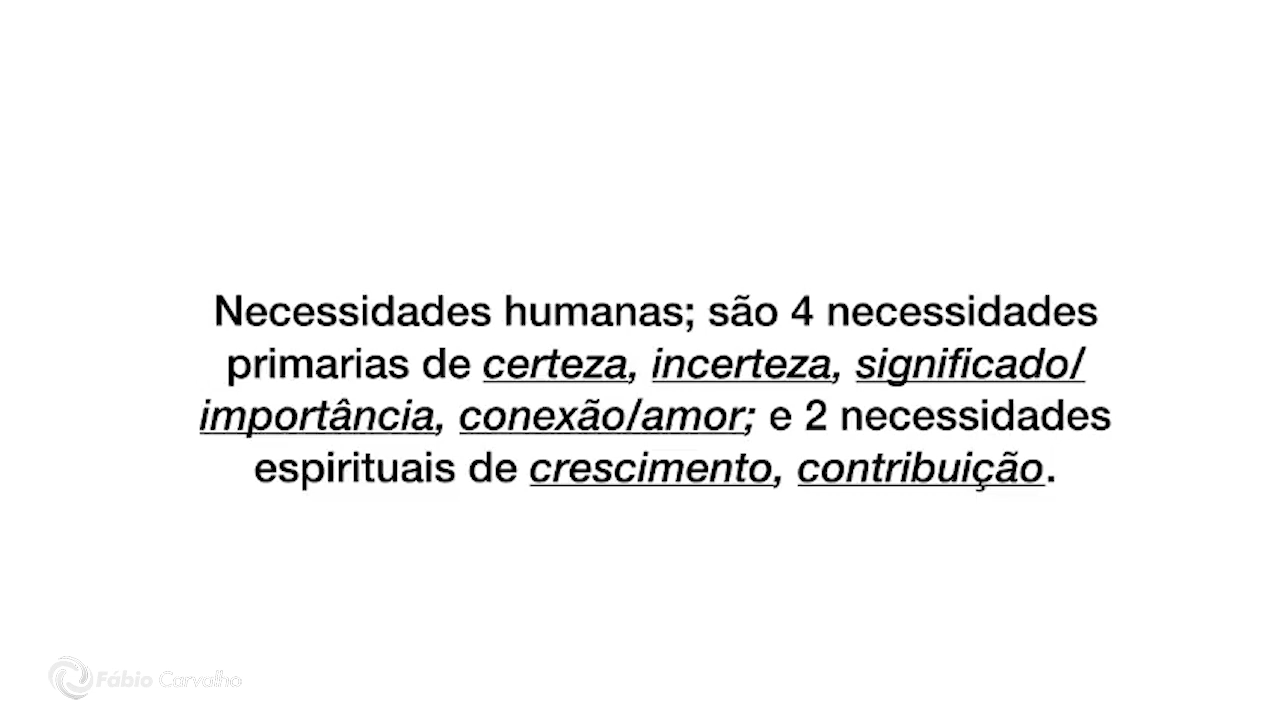 Necessidades humanas; são 4 necessidades
primarias de certeza, incerteza, significado/
importância, conexão/amor; e 2 necessidades
espirituais de crescimento, contribuição.
Fábio Carvalho